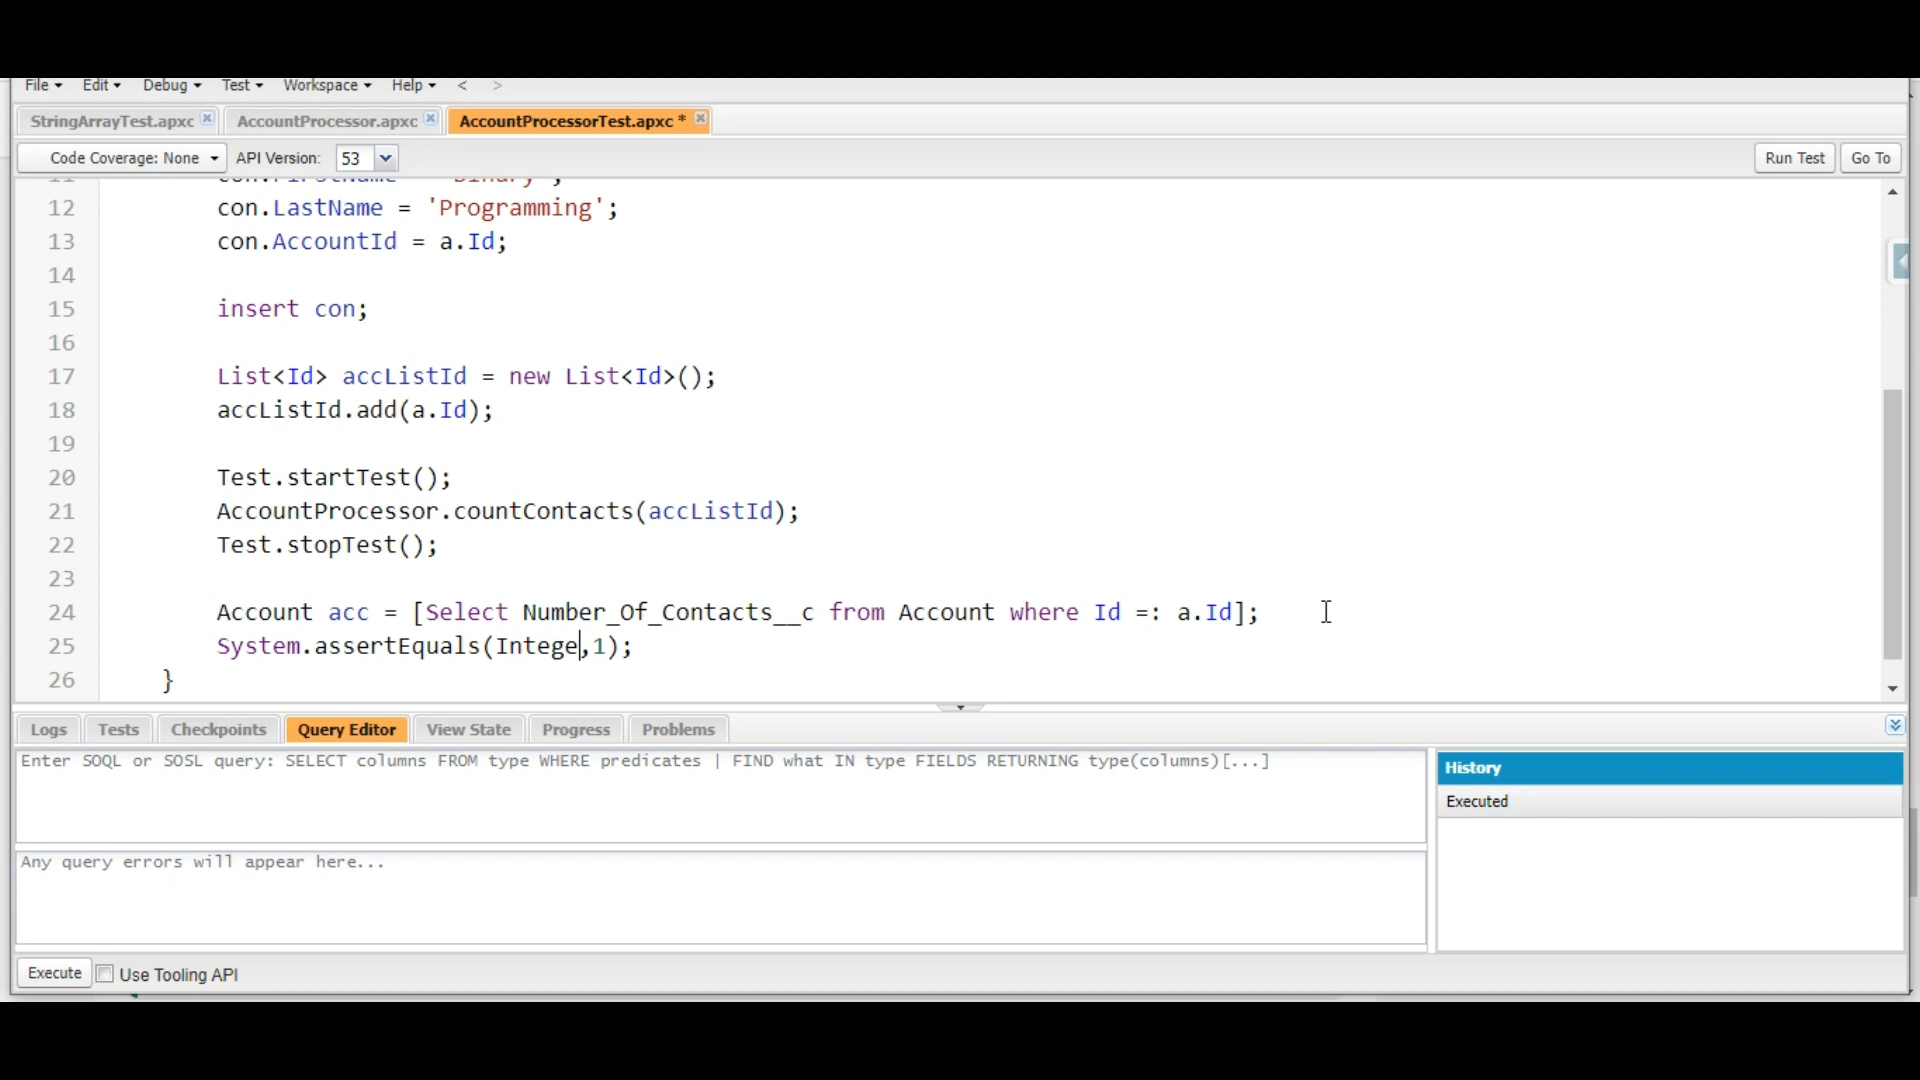 File Edit Debug Test Workspace Help < >
StringArrayTest.apxc AccountProcessor.apxc AccountProcessorTest.apxc *
Code Coverage: None API Version: 53 Run Test Go To
12 con.LastName = 'Programming';
13 con.AccountId = a.Id;
14
15 insert con;
16
17 List<Id> accListId = new List<Id>();
18 accListId.add(a.Id);
19
20 Test.startTest();
21 AccountProcessor.countContacts(accListId);
22 Test.stopTest();
23
24 Account acc = [Select Number_Of_Contacts__c from Account where Id =: a.Id];
25 System.assertEquals(Intege,1);
26 }
Logs Tests Checkpoints Query Editor View State Progress Problems
Enter SOQL or SOSL query: SELECT columns FROM type WHERE predicates | FIND what IN type FIELDS RETURNING type(columns)[...]
History
Executed
Any query errors will appear here...
Execute Use Tooling API